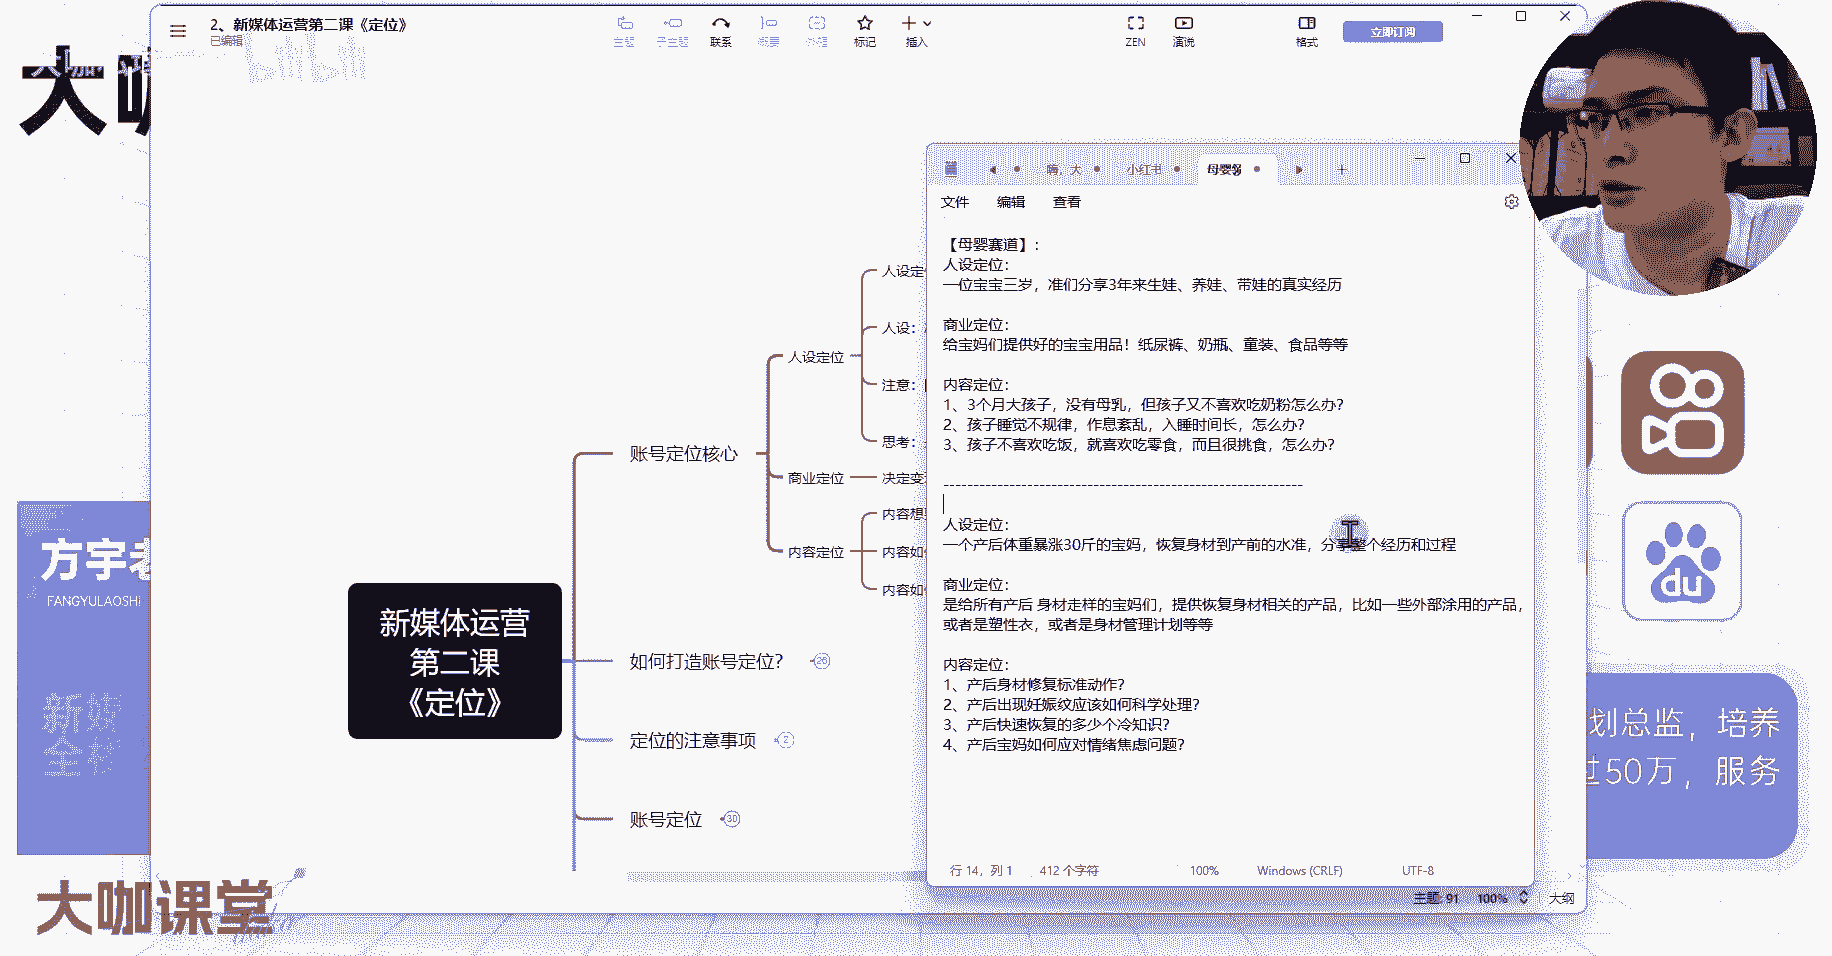 2、新媒体运营第二课《定位》
已编辑
主题
子主题
联系
概要
外框
标记
插入
ZEN
演说
格式
立即订阅
bilibili
大咖
嗨，大
小红书
文件
编辑
查看
【母婴赛道】：
人设定位：
一位宝宝三岁，准们分享3年来生娃、养娃、带娃的真实经历
商业定位：
给宝妈们提供好的宝宝用品！纸尿裤、奶瓶、童装、食品等等
内容定位：
1、3个月大孩子，没有母乳，但孩子又不喜欢吃奶粉怎么办？
2、孩子睡觉不规律，作息紊乱，入睡时间长，怎么办？
3、孩子不喜欢吃饭，就喜欢吃零食，而且很挑食，怎么办？
------------------------------------------------------------
人设定位：
一个产后体重暴涨30斤的宝妈，恢复身材到产前的水准，分享整个经历和过程
商业定位：
是给所有产后 身材走样的宝妈们，提供恢复身材相关的产品，比如一些外部涂用的产品，
或者是塑性衣，或者是身材管理计划等等
内容定位：
1、产后身材修复标准动作？
2、产后出现妊娠纹应该如何科学处理？
3、产后快速恢复的多少个冷知识？
4、产后宝妈如何应对情绪焦虑问题？
行 14，列 1
412 个字符
100%
Windows (CRLF)
UTF-8
人设定
人设：
注意：
思考：
人设定位
账号定位核心
商业定位
决定变
内容想
内容定位
内容如
内容如
新媒体运营
第二课
《定位》
如何打造账号定位？
26
定位的注意事项
2
账号定位
30
主题: 91
100%
大纲
方宇老
FANGYULAOSHI
新媒
全栈
大咖课堂
du
划总监，培养
过50万，服务